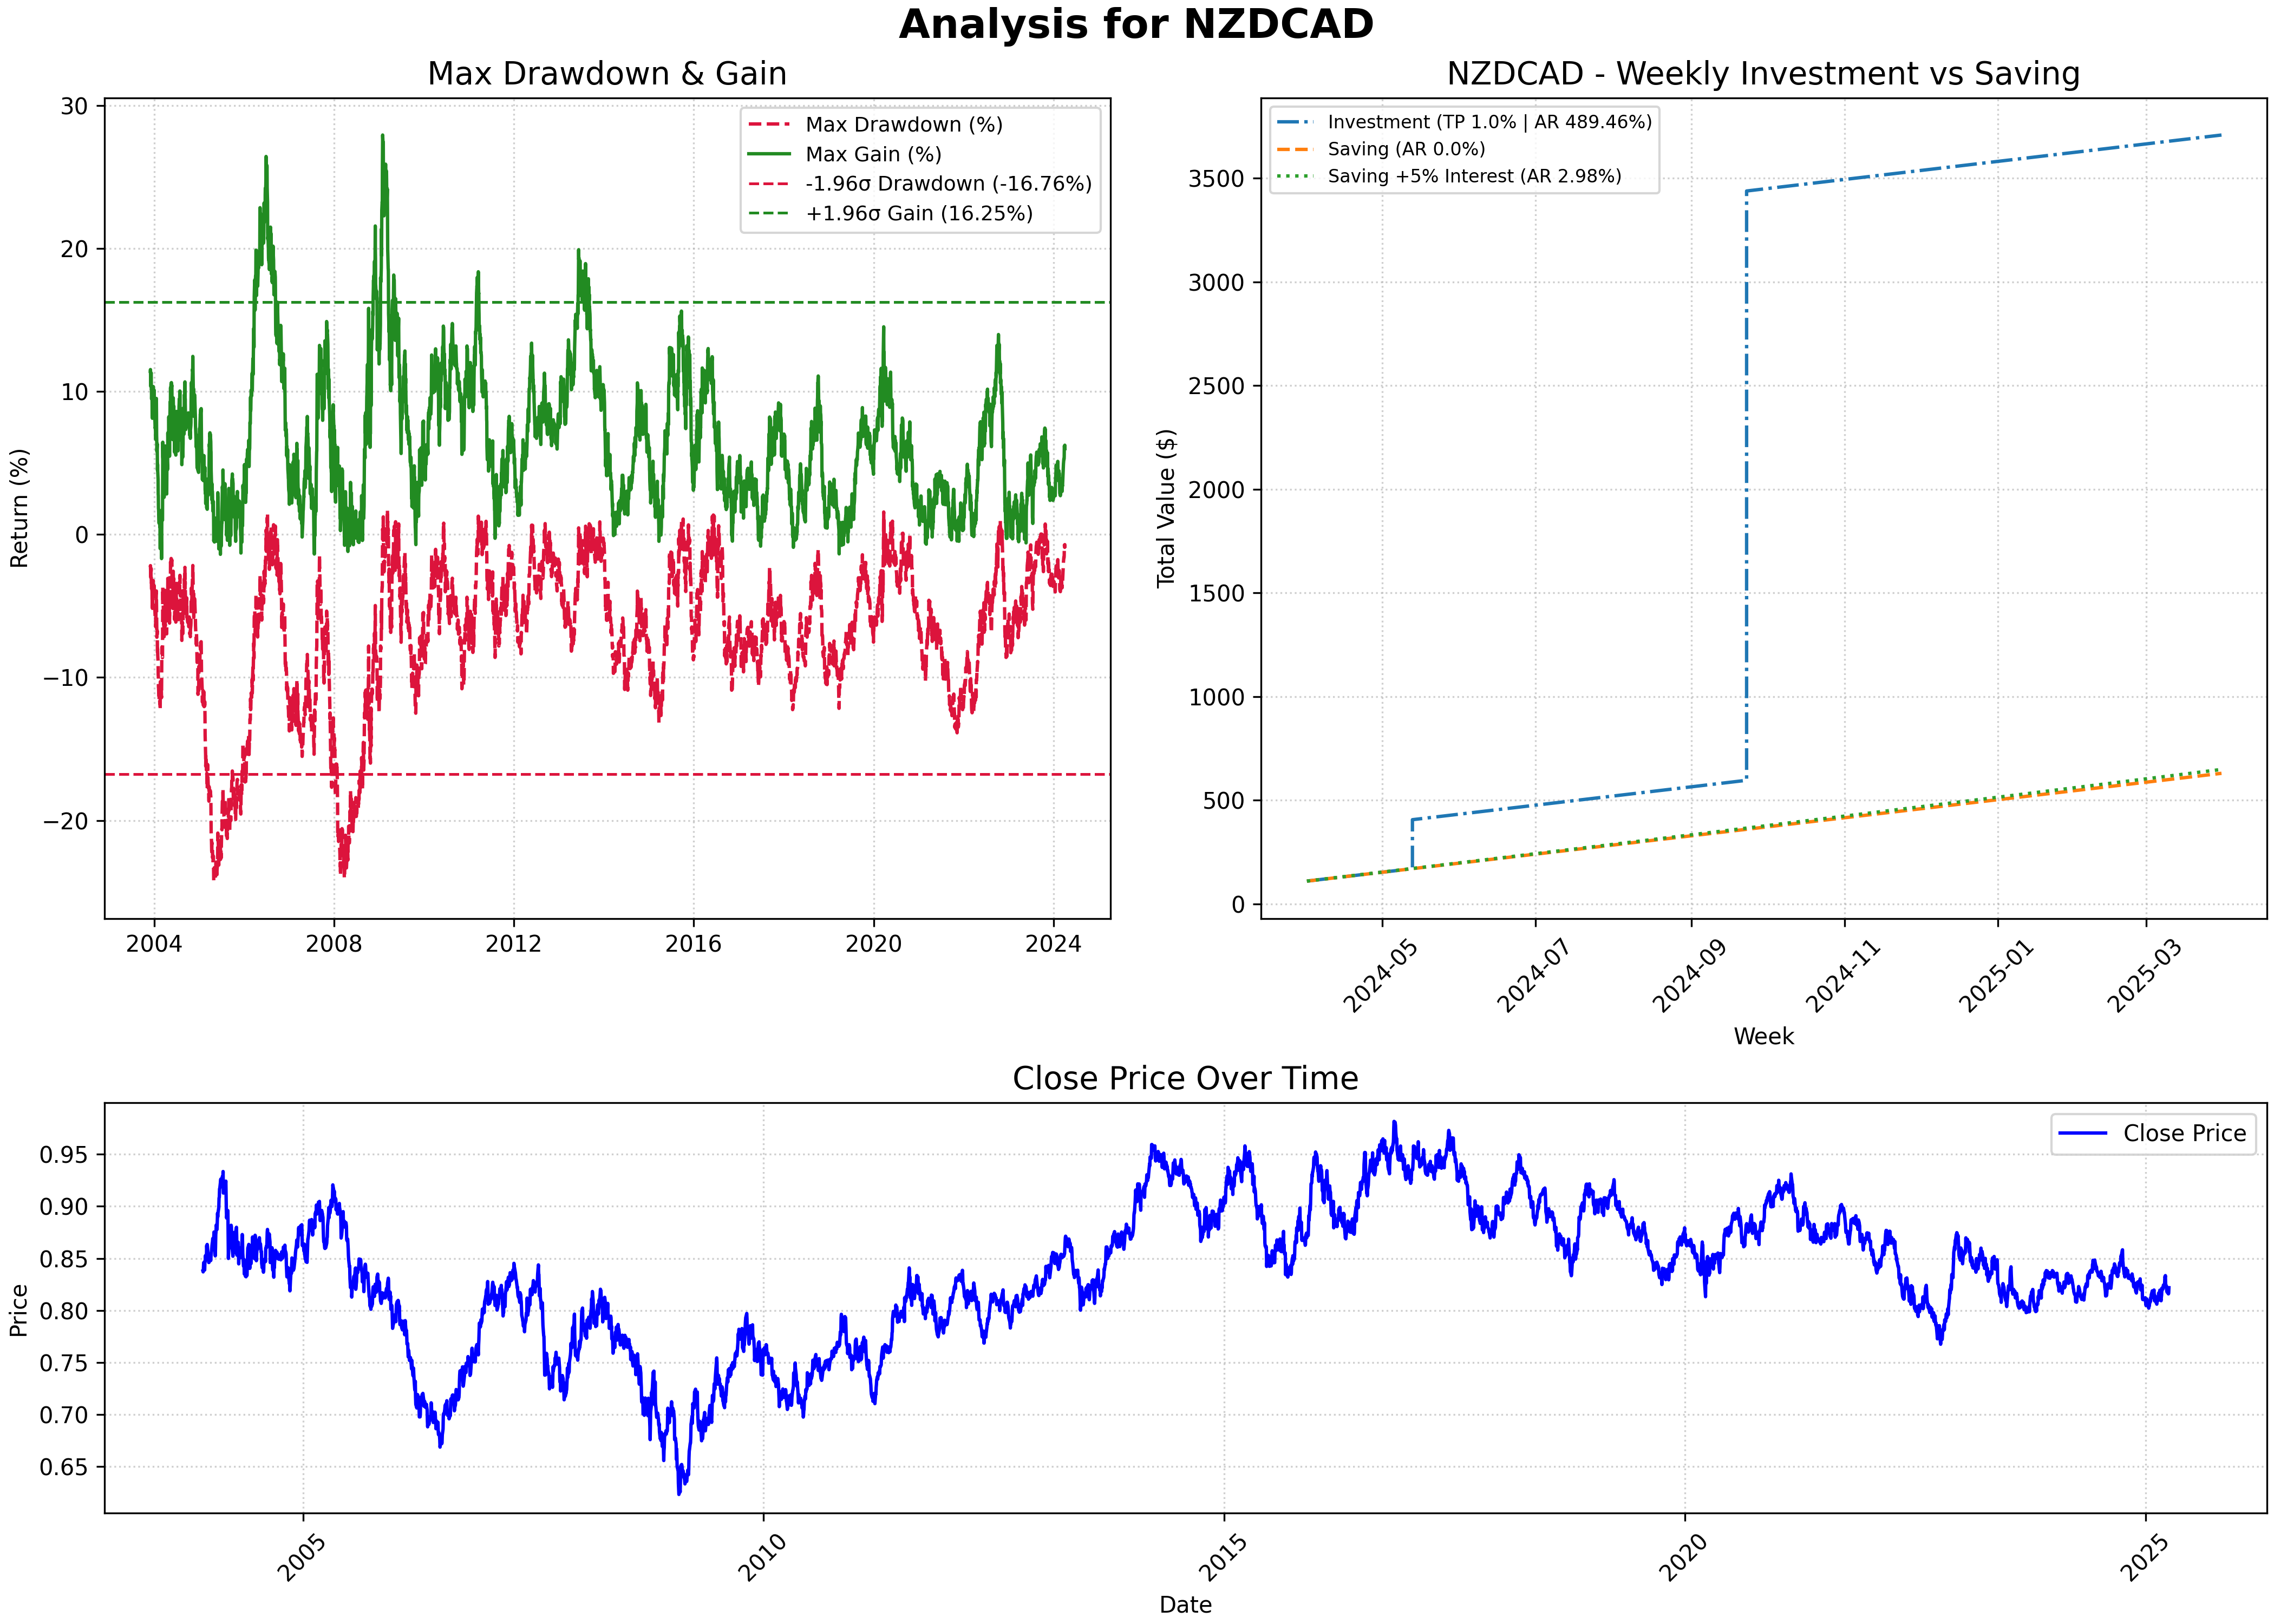 Analysis for NZDCAD
Max Drawdown & Gain
Return (%)
30
20
10
0
−10
−20
2004
2008
2012
2016
2020
2024
Max Drawdown (%)
Max Gain (%)
-1.96σ Drawdown (-16.76%)
+1.96σ Gain (16.25%)
NZDCAD - Weekly Investment vs Saving
Total Value ($)
3500
3000
2500
2000
1500
1000
500
0
Investment (TP 1.0% | AR 489.46%)
Saving (AR 0.0%)
Saving +5% Interest (AR 2.98%)
2024-05
2024-07
2024-09
2024-11
2025-01
2025-03
Week
Close Price Over Time
Price
0.95
0.90
0.85
0.80
0.75
0.70
0.65
Close Price
2005
2010
2015
2020
2025
Date